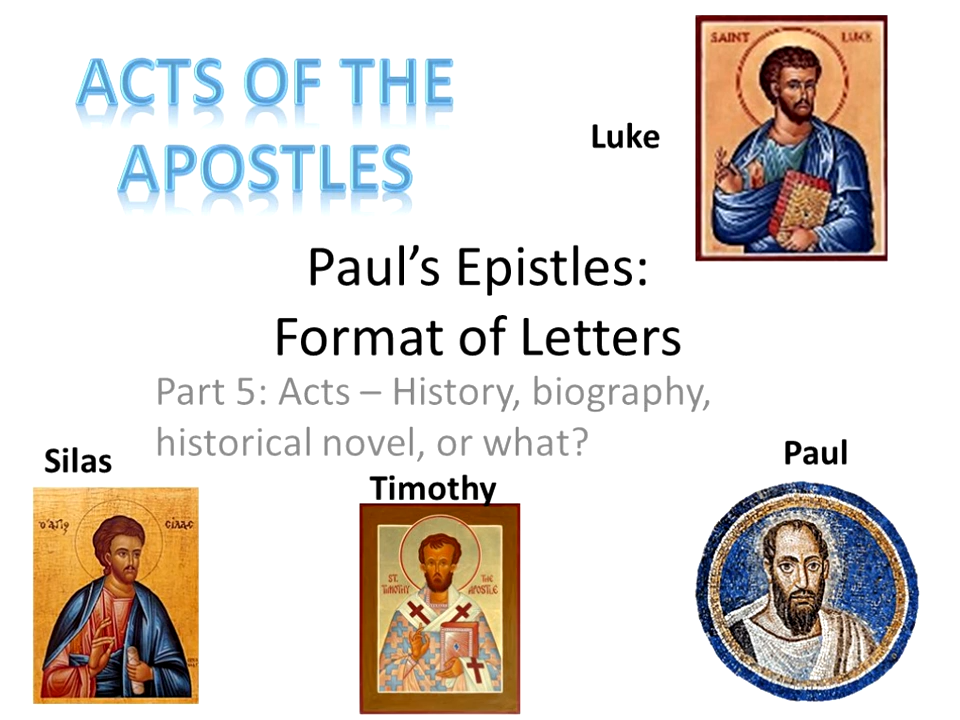 ACTS OF THE
APOSTLES
SAINT LUKE
Luke
Paul’s Epistles:
Format of Letters
Part 5: Acts – History, biography,
historical novel, or what?
Silas
Timothy
Paul
ST. THE
TIMOTHY APOSTLE